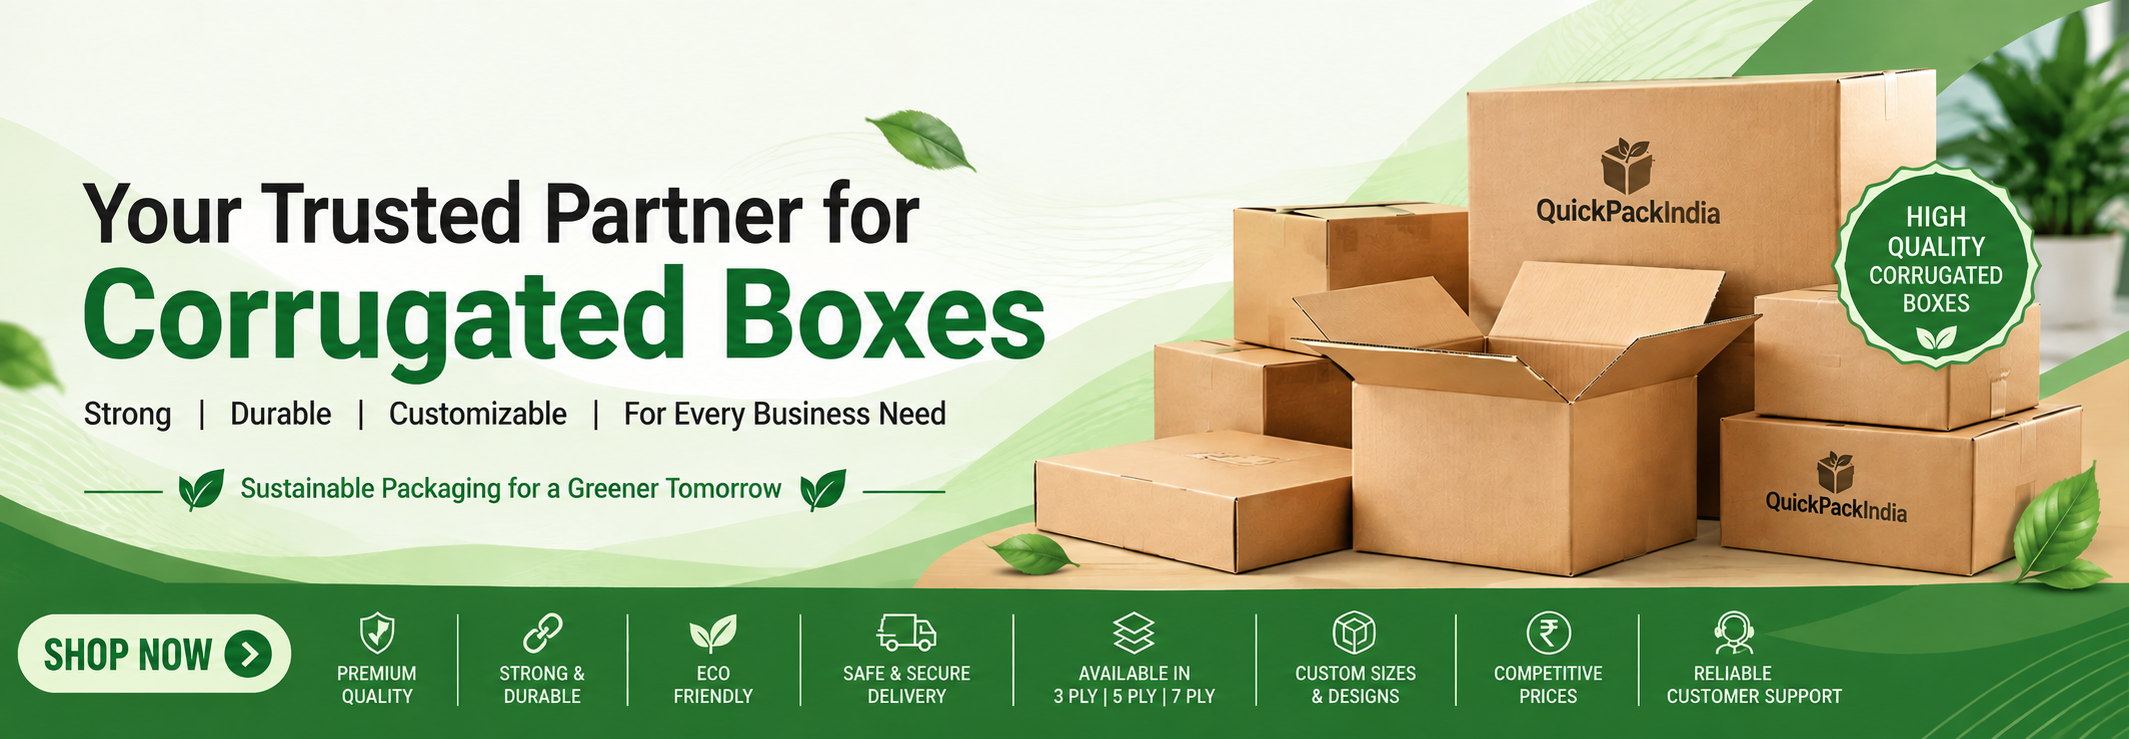 Your Trusted Partner for
Corrugated Boxes
Strong | Durable | Customizable | For Every Business Need
Sustainable Packaging for a Greener Tomorrow
QuickPackIndia
HIGH
QUALITY
CORRUGATED
BOXES
QuickPackIndia
SHOP NOW
PREMIUM
QUALITY
STRONG &
DURABLE
ECO
FRIENDLY
SAFE & SECURE
DELIVERY
AVAILABLE IN
3 PLY | 5 PLY | 7 PLY
CUSTOM SIZES
& DESIGNS
₹
COMPETITIVE
PRICES
RELIABLE
CUSTOMER SUPPORT